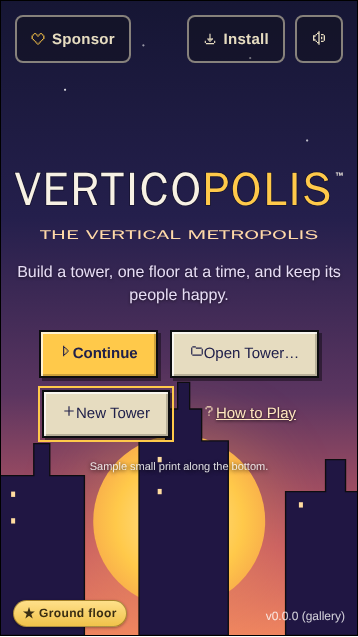 Sponsor
Install
VERTICOPOLIS™
THE VERTICAL METROPOLIS
Build a tower, one floor at a time, and keep its
people happy.
Continue
Open Tower...
New Tower
? How to Play
Sample small print along the bottom.
★ Ground floor
v0.0.0 (gallery)